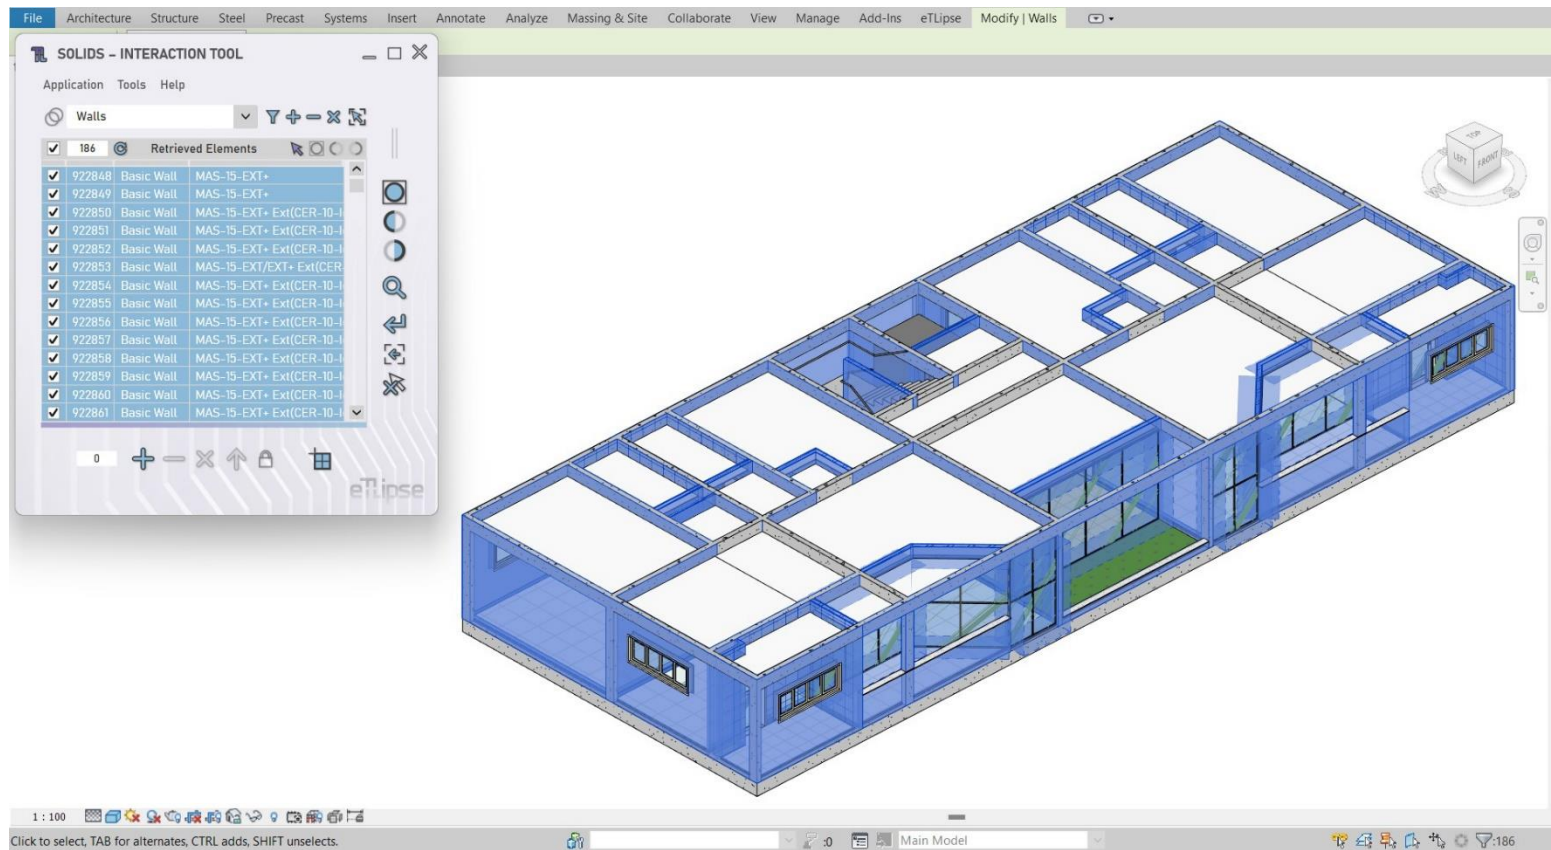 File Architecture Structure Steel Precast Systems Insert Annotate Analyze Massing & Site Collaborate View Manage Add-Ins eTLipse Modify | Walls
SOLIDS - INTERACTION TOOL
Application Tools Help
Walls
186 Retrieved Elements
922848 Basic Wall MAS-15-EXT+
922849 Basic Wall MAS-15-EXT+
922850 Basic Wall MAS-15-EXT+ Ext(CER-10-I
922851 Basic Wall MAS-15-EXT+ Ext(CER-10-I
922852 Basic Wall MAS-15-EXT+ Ext(CER-10-I
922853 Basic Wall MAS-15-EXT/EXT+ Ext(CER-
922854 Basic Wall MAS-15-EXT+ Ext(CER-10-I
922855 Basic Wall MAS-15-EXT+ Ext(CER-10-I
922856 Basic Wall MAS-15-EXT+ Ext(CER-10-I
922857 Basic Wall MAS-15-EXT+ Ext(CER-10-I
922858 Basic Wall MAS-15-EXT+ Ext(CER-10-I
922859 Basic Wall MAS-15-EXT+ Ext(CER-10-I
922860 Basic Wall MAS-15-EXT+ Ext(CER-10-I
922861 Basic Wall MAS-15-EXT+ Ext(CER-10-I
0
eTLipse
TOP
LEFT FRONT
1 : 100
Click to select, TAB for alternates, CTRL adds, SHIFT unselects.
:0 Main Model :186